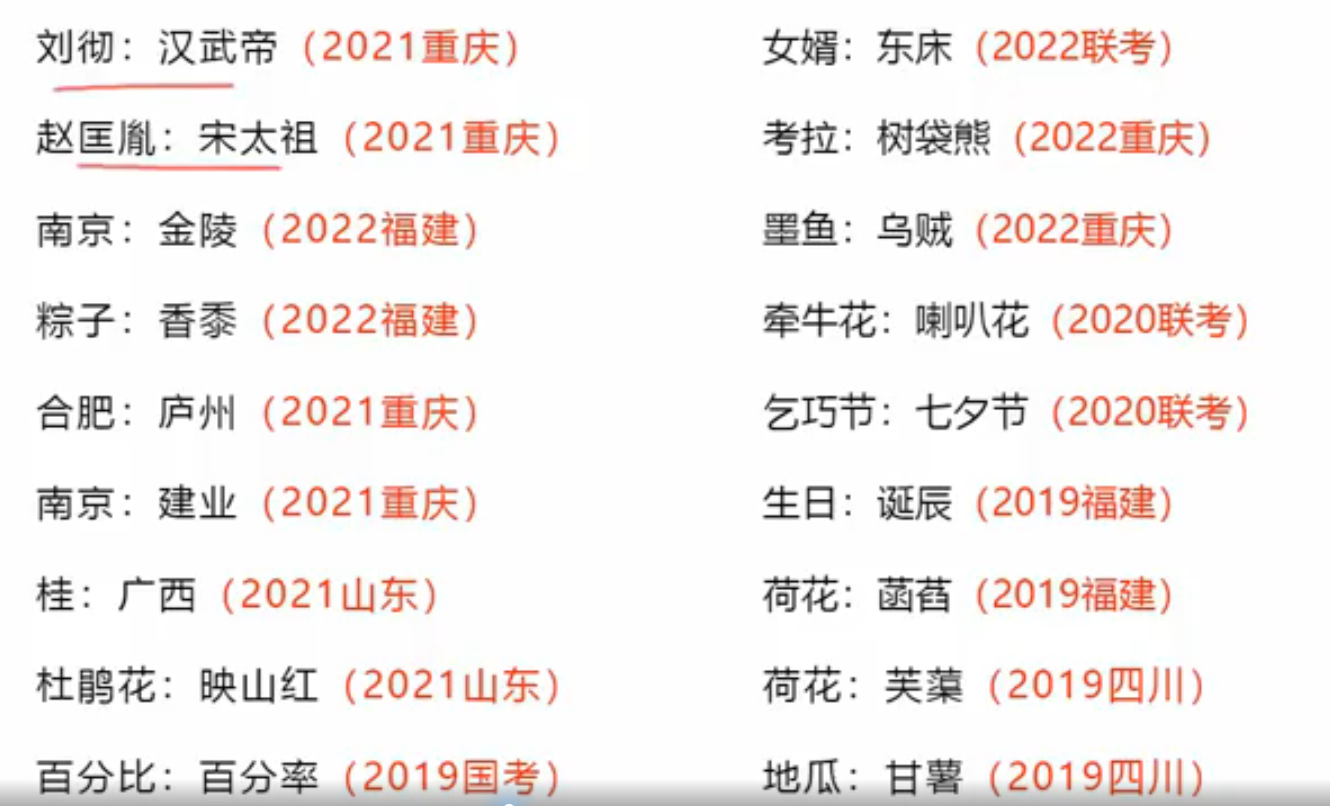 刘彻：汉武帝（2021重庆）
赵匡胤：宋太祖（2021重庆）
南京：金陵（2022福建）
粽子：香黍（2022福建）
合肥：庐州（2021重庆）
南京：建业（2021重庆）
桂：广西（2021山东）
杜鹃花：映山红（2021山东）
百分比：百分率（2019国考）
女婿：东床（2022联考）
考拉：树袋熊（2022重庆）
墨鱼：乌贼（2022重庆）
牵牛花：喇叭花（2020联考）
乞巧节：七夕节（2020联考）
生日：诞辰（2019福建）
荷花：菡萏（2019福建）
荷花：芙蕖（2019四川）
地瓜：甘薯（2019四川）